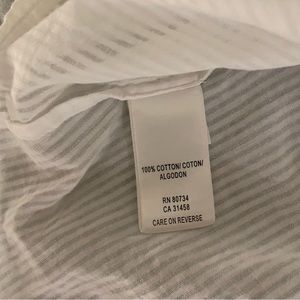 100% COTTON/ COTON/
ALGODON
RN 80734
CA 31458
CARE ON REVERSE